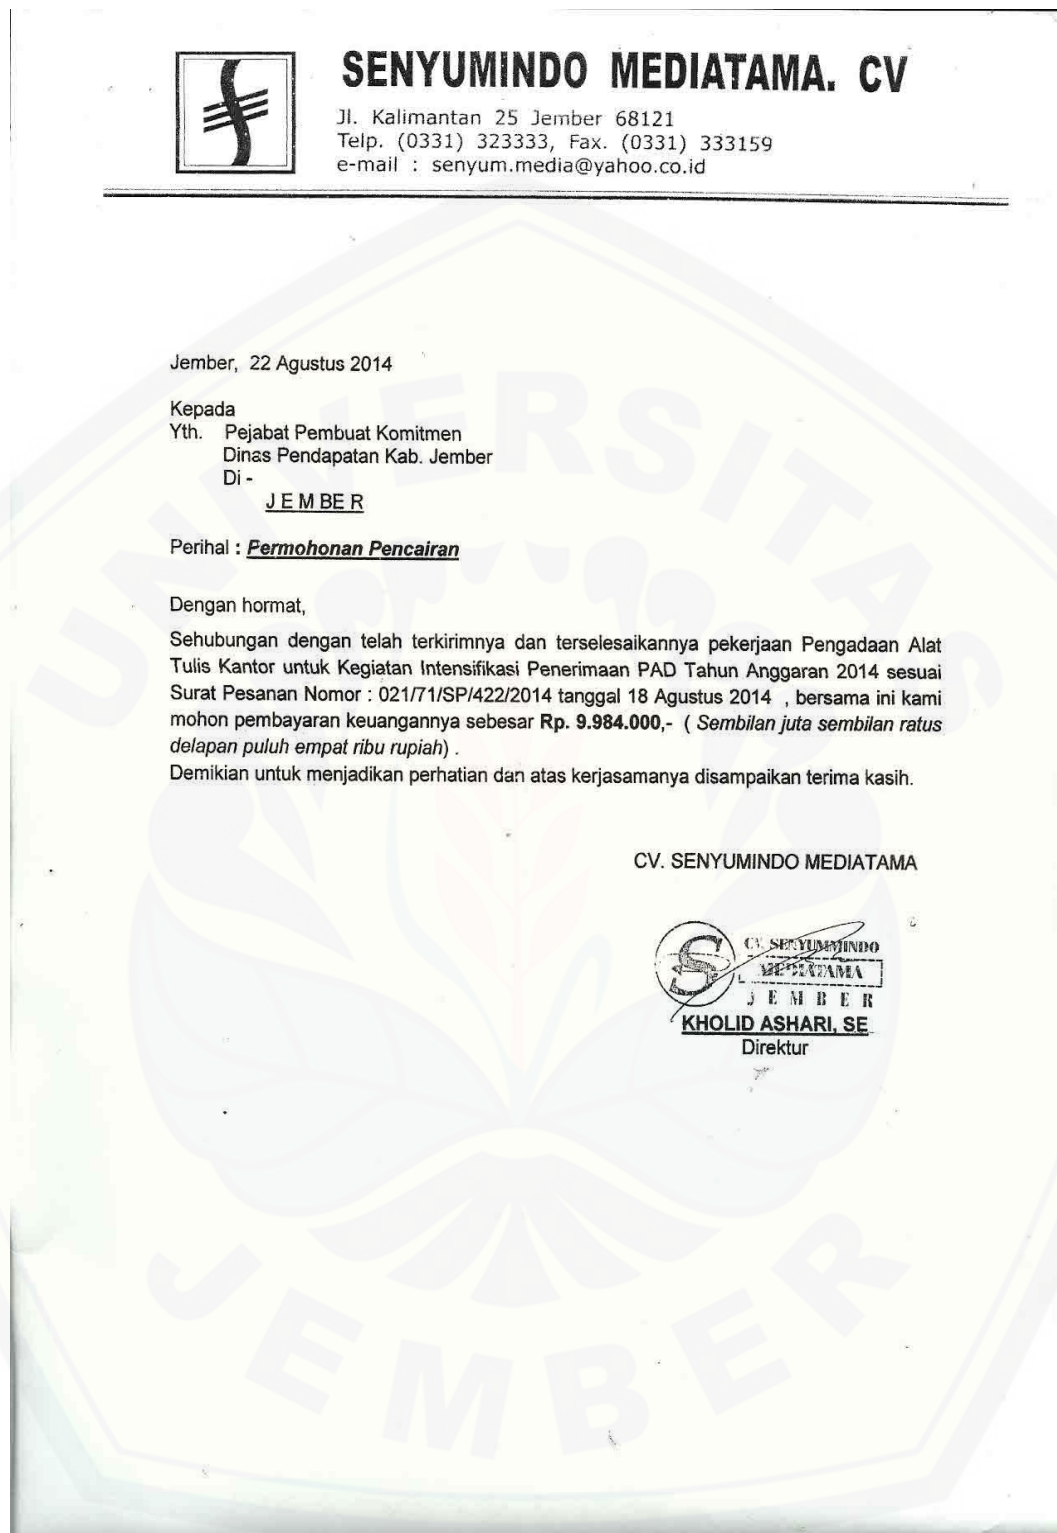 SENYUMINDO MEDIATAMA. CV
Jl. Kalimantan 25 Jember 68121
Telp. (0331) 323333, Fax. (0331) 333159
e-mail : senyum.media@yahoo.co.id
Jember, 22 Agustus 2014
Kepada
Yth. Pejabat Pembuat Komitmen
Dinas Pendapatan Kab. Jember
Di -
J E M B E R
Perihal : Permohonan Pencairan
Dengan hormat,
Sehubungan dengan telah terkirimnya dan terselesaikannya pekerjaan Pengadaan Alat
Tulis Kantor untuk Kegiatan Intensifikasi Penerimaan PAD Tahun Anggaran 2014 sesuai
Surat Pesanan Nomor : 021/71/SP/422/2014 tanggal 18 Agustus 2014 , bersama ini kami
mohon pembayaran keuangannya sebesar Rp. 9.984.000,- ( Sembilan juta sembilan ratus
delapan puluh empat ribu rupiah) .
Demikian untuk menjadikan perhatian dan atas kerjasamanya disampaikan terima kasih.
CV. SENYUMINDO MEDIATAMA
CV. SENYUMMINDO
MEDIATAMA
J E M B E R
KHOLID ASHARI, SE
Direktur
UNIVERSITAS
JEMBER